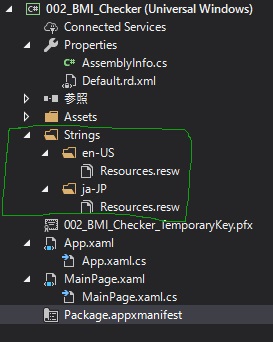 002_BMI_Checker (Universal Windows)
Connected Services
Properties
C# AssemblyInfo.cs
Default.rd.xml
参照
Assets
Strings
en-US
Resources.resw
ja-JP
Resources.resw
002_BMI_Checker_TemporaryKey.pfx
App.xaml
App.xaml.cs
MainPage.xaml
MainPage.xaml.cs
Package.appxmanifest